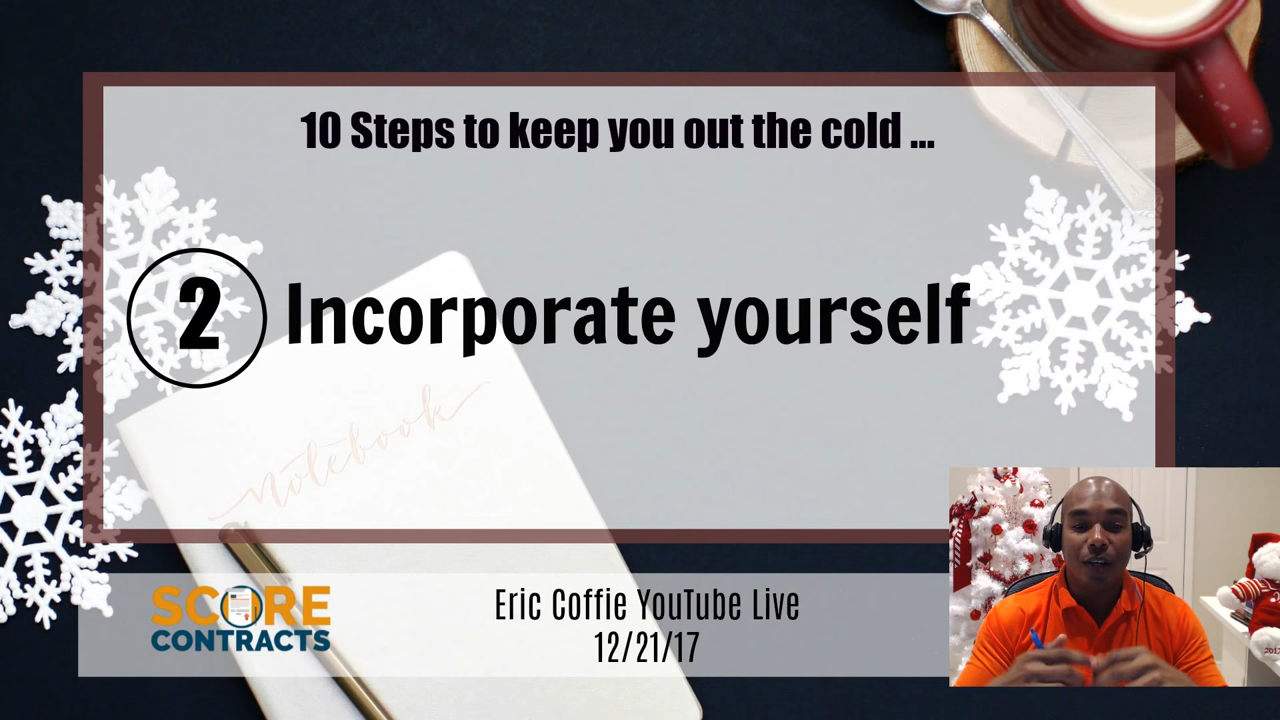 10 Steps to keep you out the cold ...
2 Incorporate yourself
notebook
SCORE
CONTRACTS
Eric Coffie YouTube Live
12/21/17